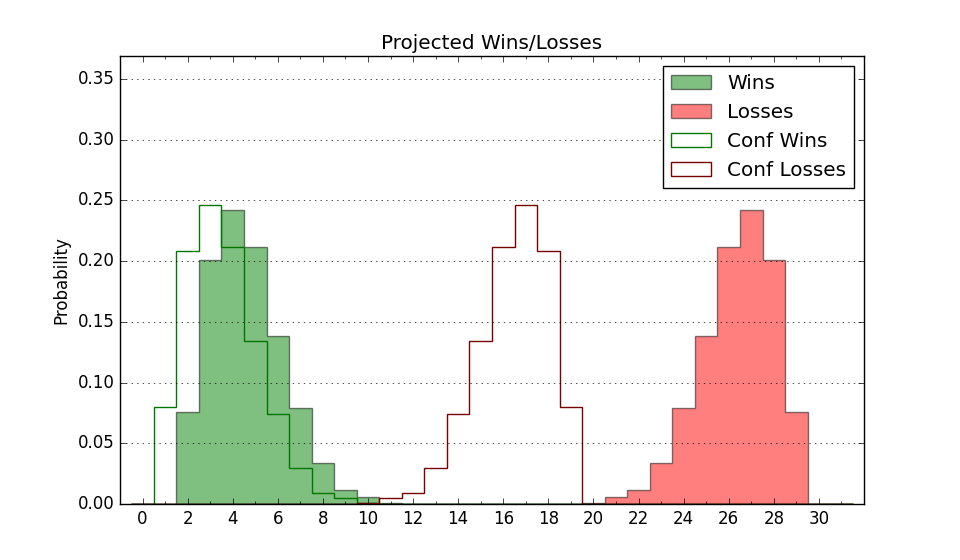 Projected Wins/Losses
Wins
Losses
Conf Wins
Conf Losses
Probability
0.35
0.30
0.25
0.20
0.15
0.10
0.05
0.00
0 2 4 6 8 10 12 14 16 18 20 22 24 26 28 30